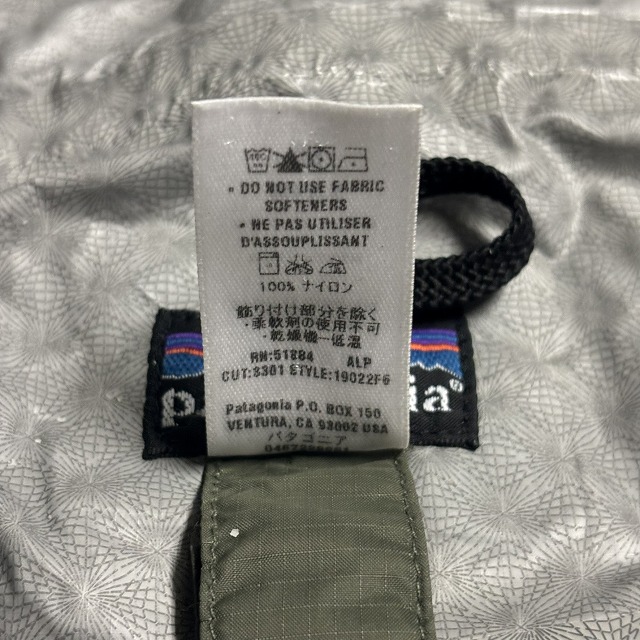 • DO NOT USE FABRIC
SOFTENERS
• NE PAS UTILISER
D'ASSOUPLISSANT
100% ナイロン
飾り付け部分を除く
・柔軟剤の使用不可
・乾燥機一低温
RN:51884 ALP
CUT:3301 STYLE:19022F6
Patagonia P.O. BOX 150
VENTURA, CA 93002 USA
パタゴニア